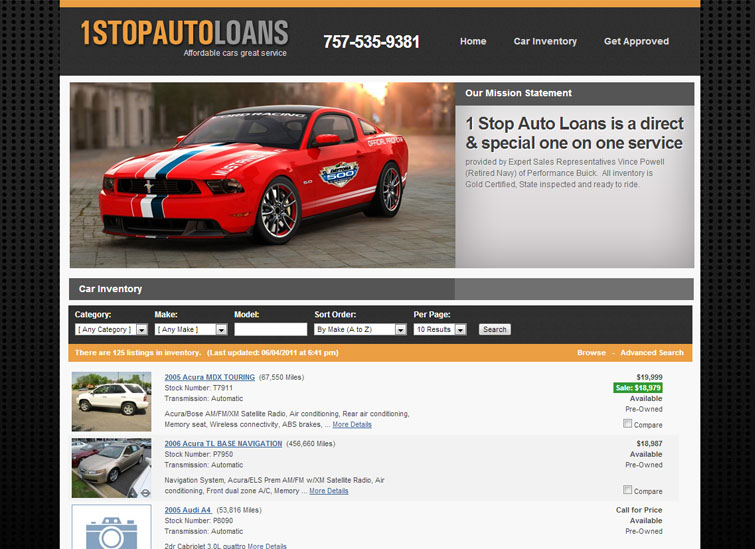 1STOPAUTOLOANS
Affordable cars great service
757-535-9381
Home
Car Inventory
Get Approved
FORD RACING
MUSTANG
OFFICIAL PACE CAR
5.0
500
Our Mission Statement
1 Stop Auto Loans is a direct
& special one on one service
provided by Expert Sales Representatives Vince Powell
(Retired Navy) of Performance Buick. All inventory is
Gold Certified, State inspected and ready to ride.
Car Inventory
Category:
Make:
Model:
Sort Order:
Per Page:
[ Any Category ]
[ Any Make ]
By Make (A to Z)
10 Results
Search
There are 125 listings in inventory. (Last updated: 06/04/2011 at 6:41 pm)
Browse - Advanced Search
2005 Acura MDX TOURING (67,550 Miles)
$19,999
Stock Number: T7911
Sale: $18,979
Transmission: Automatic
Available
Pre-Owned
Acura/Bose AM/FM/XM Satellite Radio, Air conditioning, Rear air conditioning,
Memory seat, Wireless connectivity, ABS brakes, ... More Details
Compare
2006 Acura TL BASE NAVIGATION (456,660 Miles)
$18,987
Stock Number: P7950
Available
Transmission: Automatic
Pre-Owned
Navigation System, Acura/ELS Prem AM/FM w/XM Satellite Radio, Air
conditioning, Front dual zone A/C, Memory ... More Details
Compare
2005 Audi A4 (53,816 Miles)
Call for Price
Stock Number: P8090
Available
Transmission: Automatic
Pre-Owned
2dr Cabriolet 3.0L quattro More Details